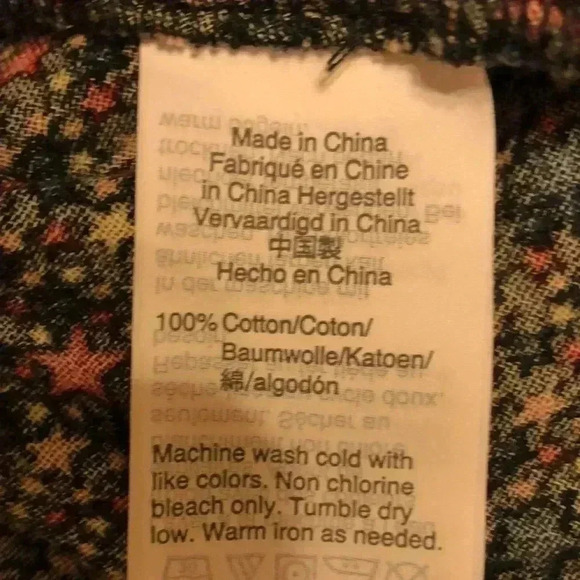 Made in China
Fabriqué en Chine
in China Hergestellt
Vervaardigd in China
中国製
Hecho en China
100% Cotton/Coton/
Baumwolle/Katoen/
綿/algodón
Machine wash cold with
like colors. Non chlorine
bleach only. Tumble dry
low. Warm iron as needed.